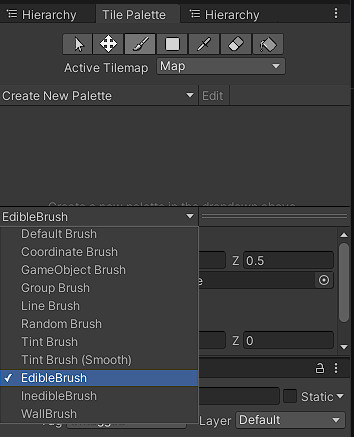 Hierarchy Tile Palette Hierarchy
Active Tilemap Map
Create New Palette Edit
Create a new palette in the dropdown above
EdibleBrush
Default Brush
Coordinate Brush
GameObject Brush
Group Brush
Line Brush
Random Brush
Tint Brush
Tint Brush (Smooth)
EdibleBrush
InedibleBrush
WallBrush
Z 0.5
Z 0
Static
Layer Default